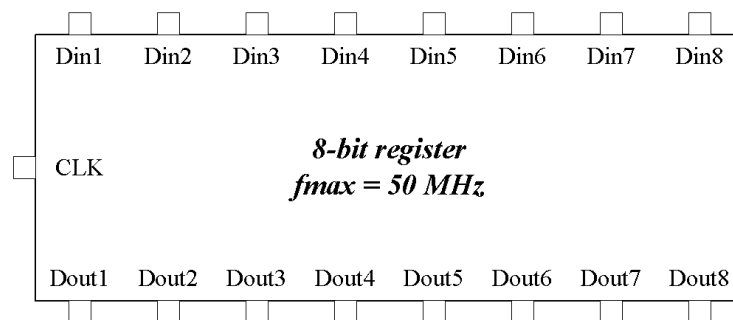 Din1 Din2 Din3 Din4 Din5 Din6 Din7 Din8
8-bit register
CLK
fmax = 50 MHz
Dout1 Dout2 Dout3 Dout4 Dout5 Dout6 Dout7 Dout8